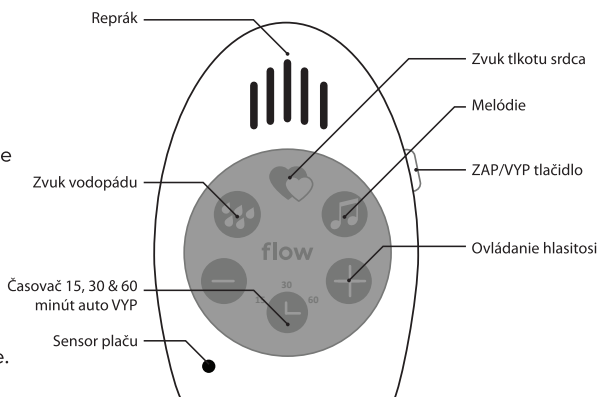 Reprák
Zvuk tlkotu srdca
Melódie
e
ZAP/VYP tlačidlo
Zvuk vodopádu
flow
Ovládanie hlasitosi
Časovač 15, 30 & 60
minút auto VYP
30
15
60
Sensor plaču
e.